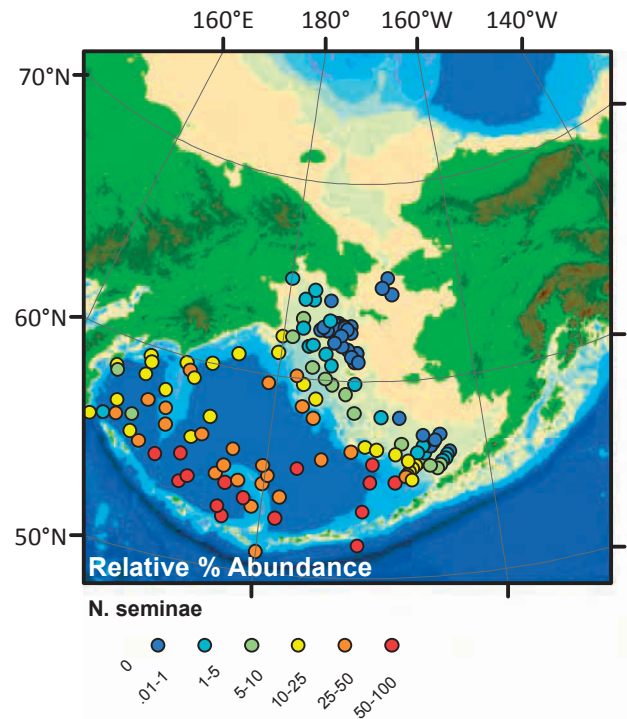 160°E 180° 160°W 140°W
70°N
60°N
50°N
Relative % Abundance
N. seminae
0 .01-1 1-5 5-10 10-25 25-50 50-100